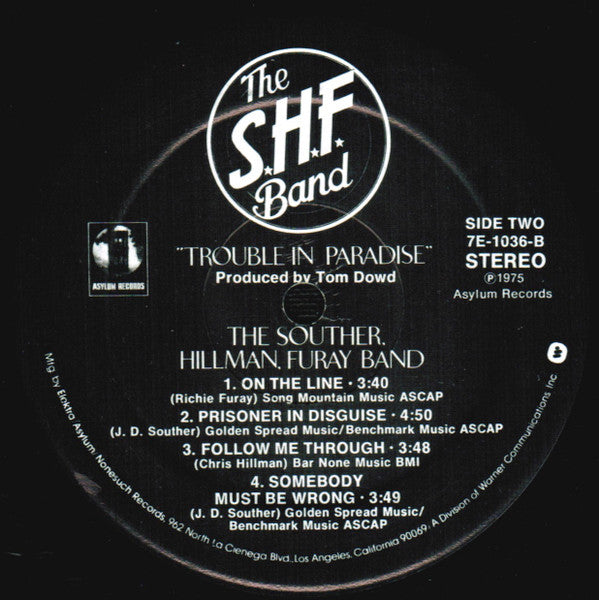 The
S.H.F.
Band
ASYLUM RECORDS
"TROUBLE IN PARADISE"
Produced by Tom Dowd
SIDE TWO
7E-1036-B
STEREO
Ⓟ1975
Asylum Records
THE SOUTHER,
HILLMAN, FURAY BAND
1. ON THE LINE · 3:40
(Richie Furay) Song Mountain Music ASCAP
2. PRISONER IN DISGUISE · 4:50
(J. D. Souther) Golden Spread Music/Benchmark Music ASCAP
3. FOLLOW ME THROUGH · 3:48
(Chris Hillman) Bar None Music BMI
4. SOMEBODY
MUST BE WRONG · 3:49
(J. D. Souther) Golden Spread Music/
Benchmark Music ASCAP
Mfg by Elektra Asylum, Nonesuch Records, 962 North La Cienega Blvd., Los Angeles, California 90069. A Division of Warner Communications Inc